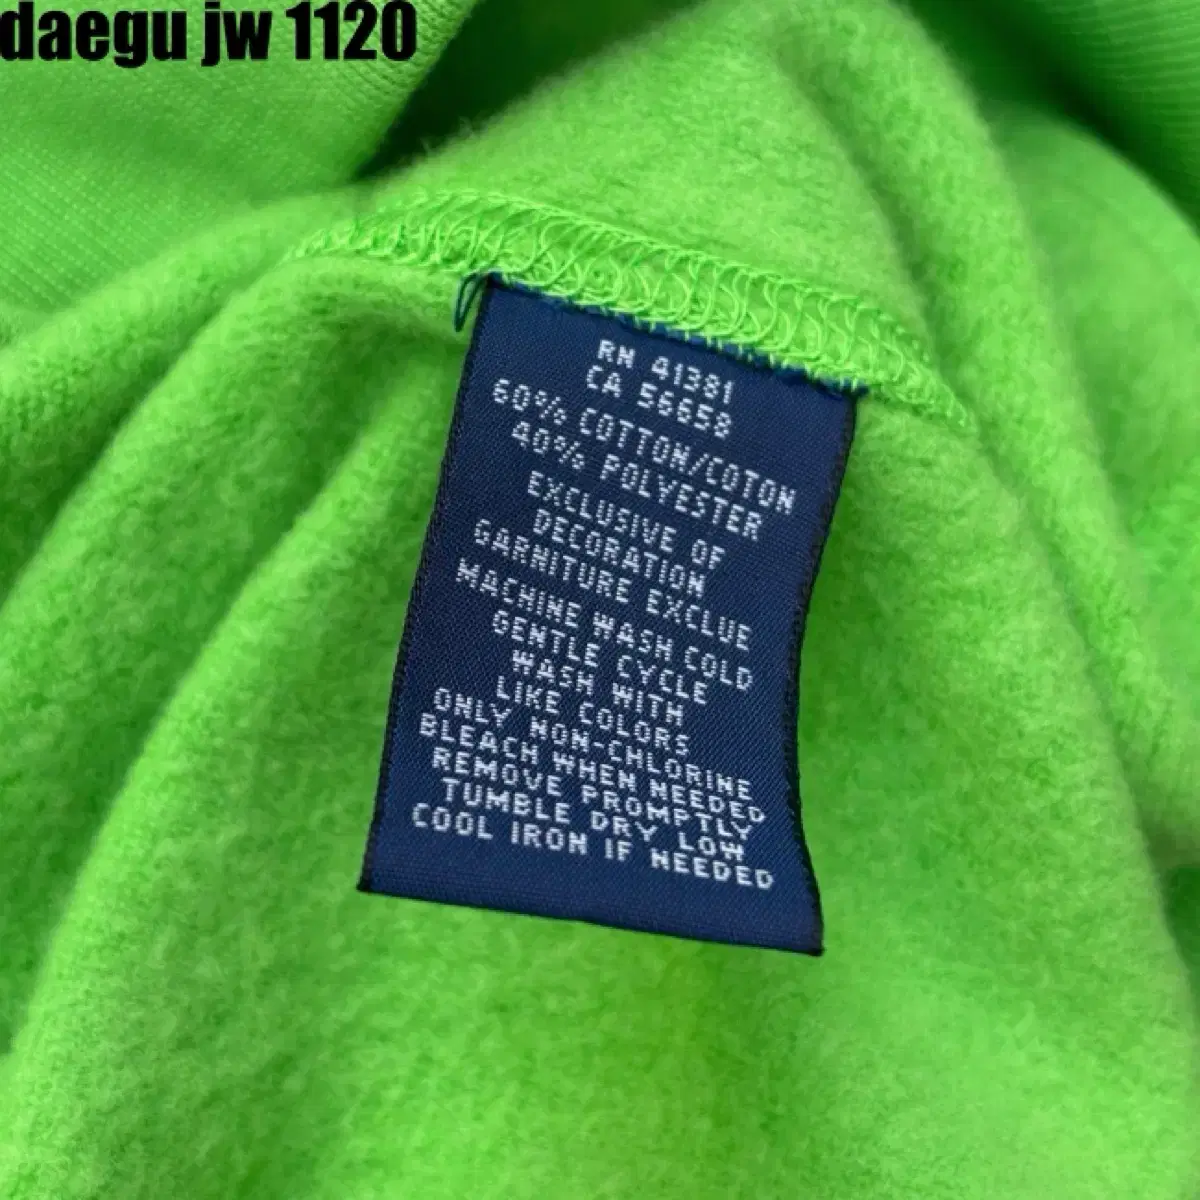 daegu jw 1120
RN 41381
CA 56658
60% COTTON/COTON
40% POLYESTER
EXCLUSIVE OF
DECORATION
GARNITURE EXCLUE
MACHINE WASH COLD
GENTLE CYCLE
WASH WITH
LIKE COLORS
ONLY NON-CHLORINE
BLEACH WHEN NEEDED
REMOVE PROMPTLY
TUMBLE DRY LOW
COOL IRON IF NEEDED